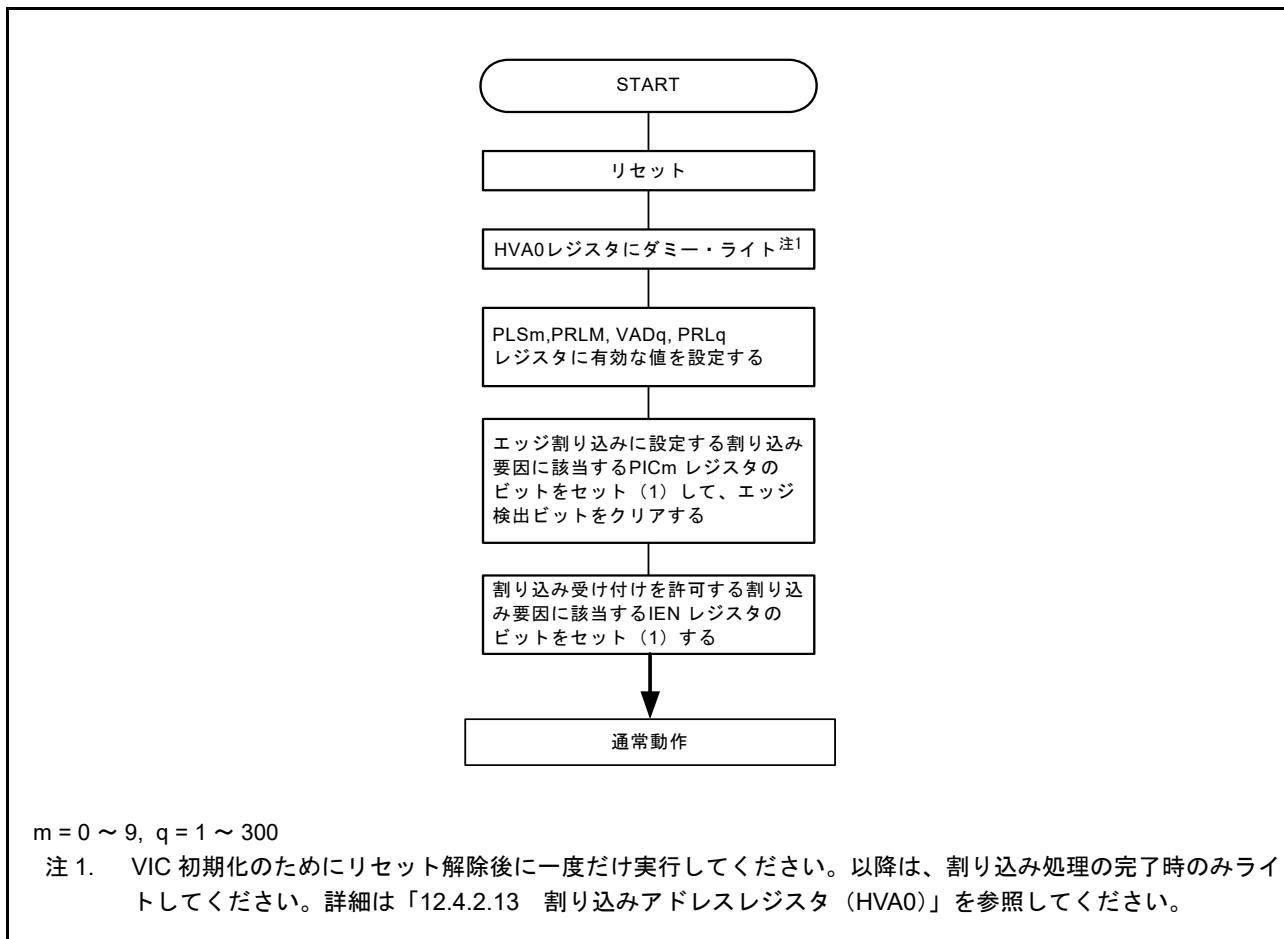 START
リセット
HVA0レジスタにダミー・ライト注1
PLSm,PRLM, VADq, PRLq
レジスタに有効な値を設定する
エッジ割り込みに設定する割り込み
要因に該当するPICm レジスタの
ビットをセット（1）して、エッジ
検出ビットをクリアする
割り込み受け付けを許可する割り込
み要因に該当するIEN レジスタの
ビットをセット（1）する
通常動作
m = 0 ～ 9, q = 1 ～ 300
注 1. VIC 初期化のためにリセット解除後に一度だけ実行してください。以降は、割り込み処理の完了時のみライ
トしてください。詳細は「12.4.2.13 割り込みアドレスレジスタ（HVA0）」を参照してください。